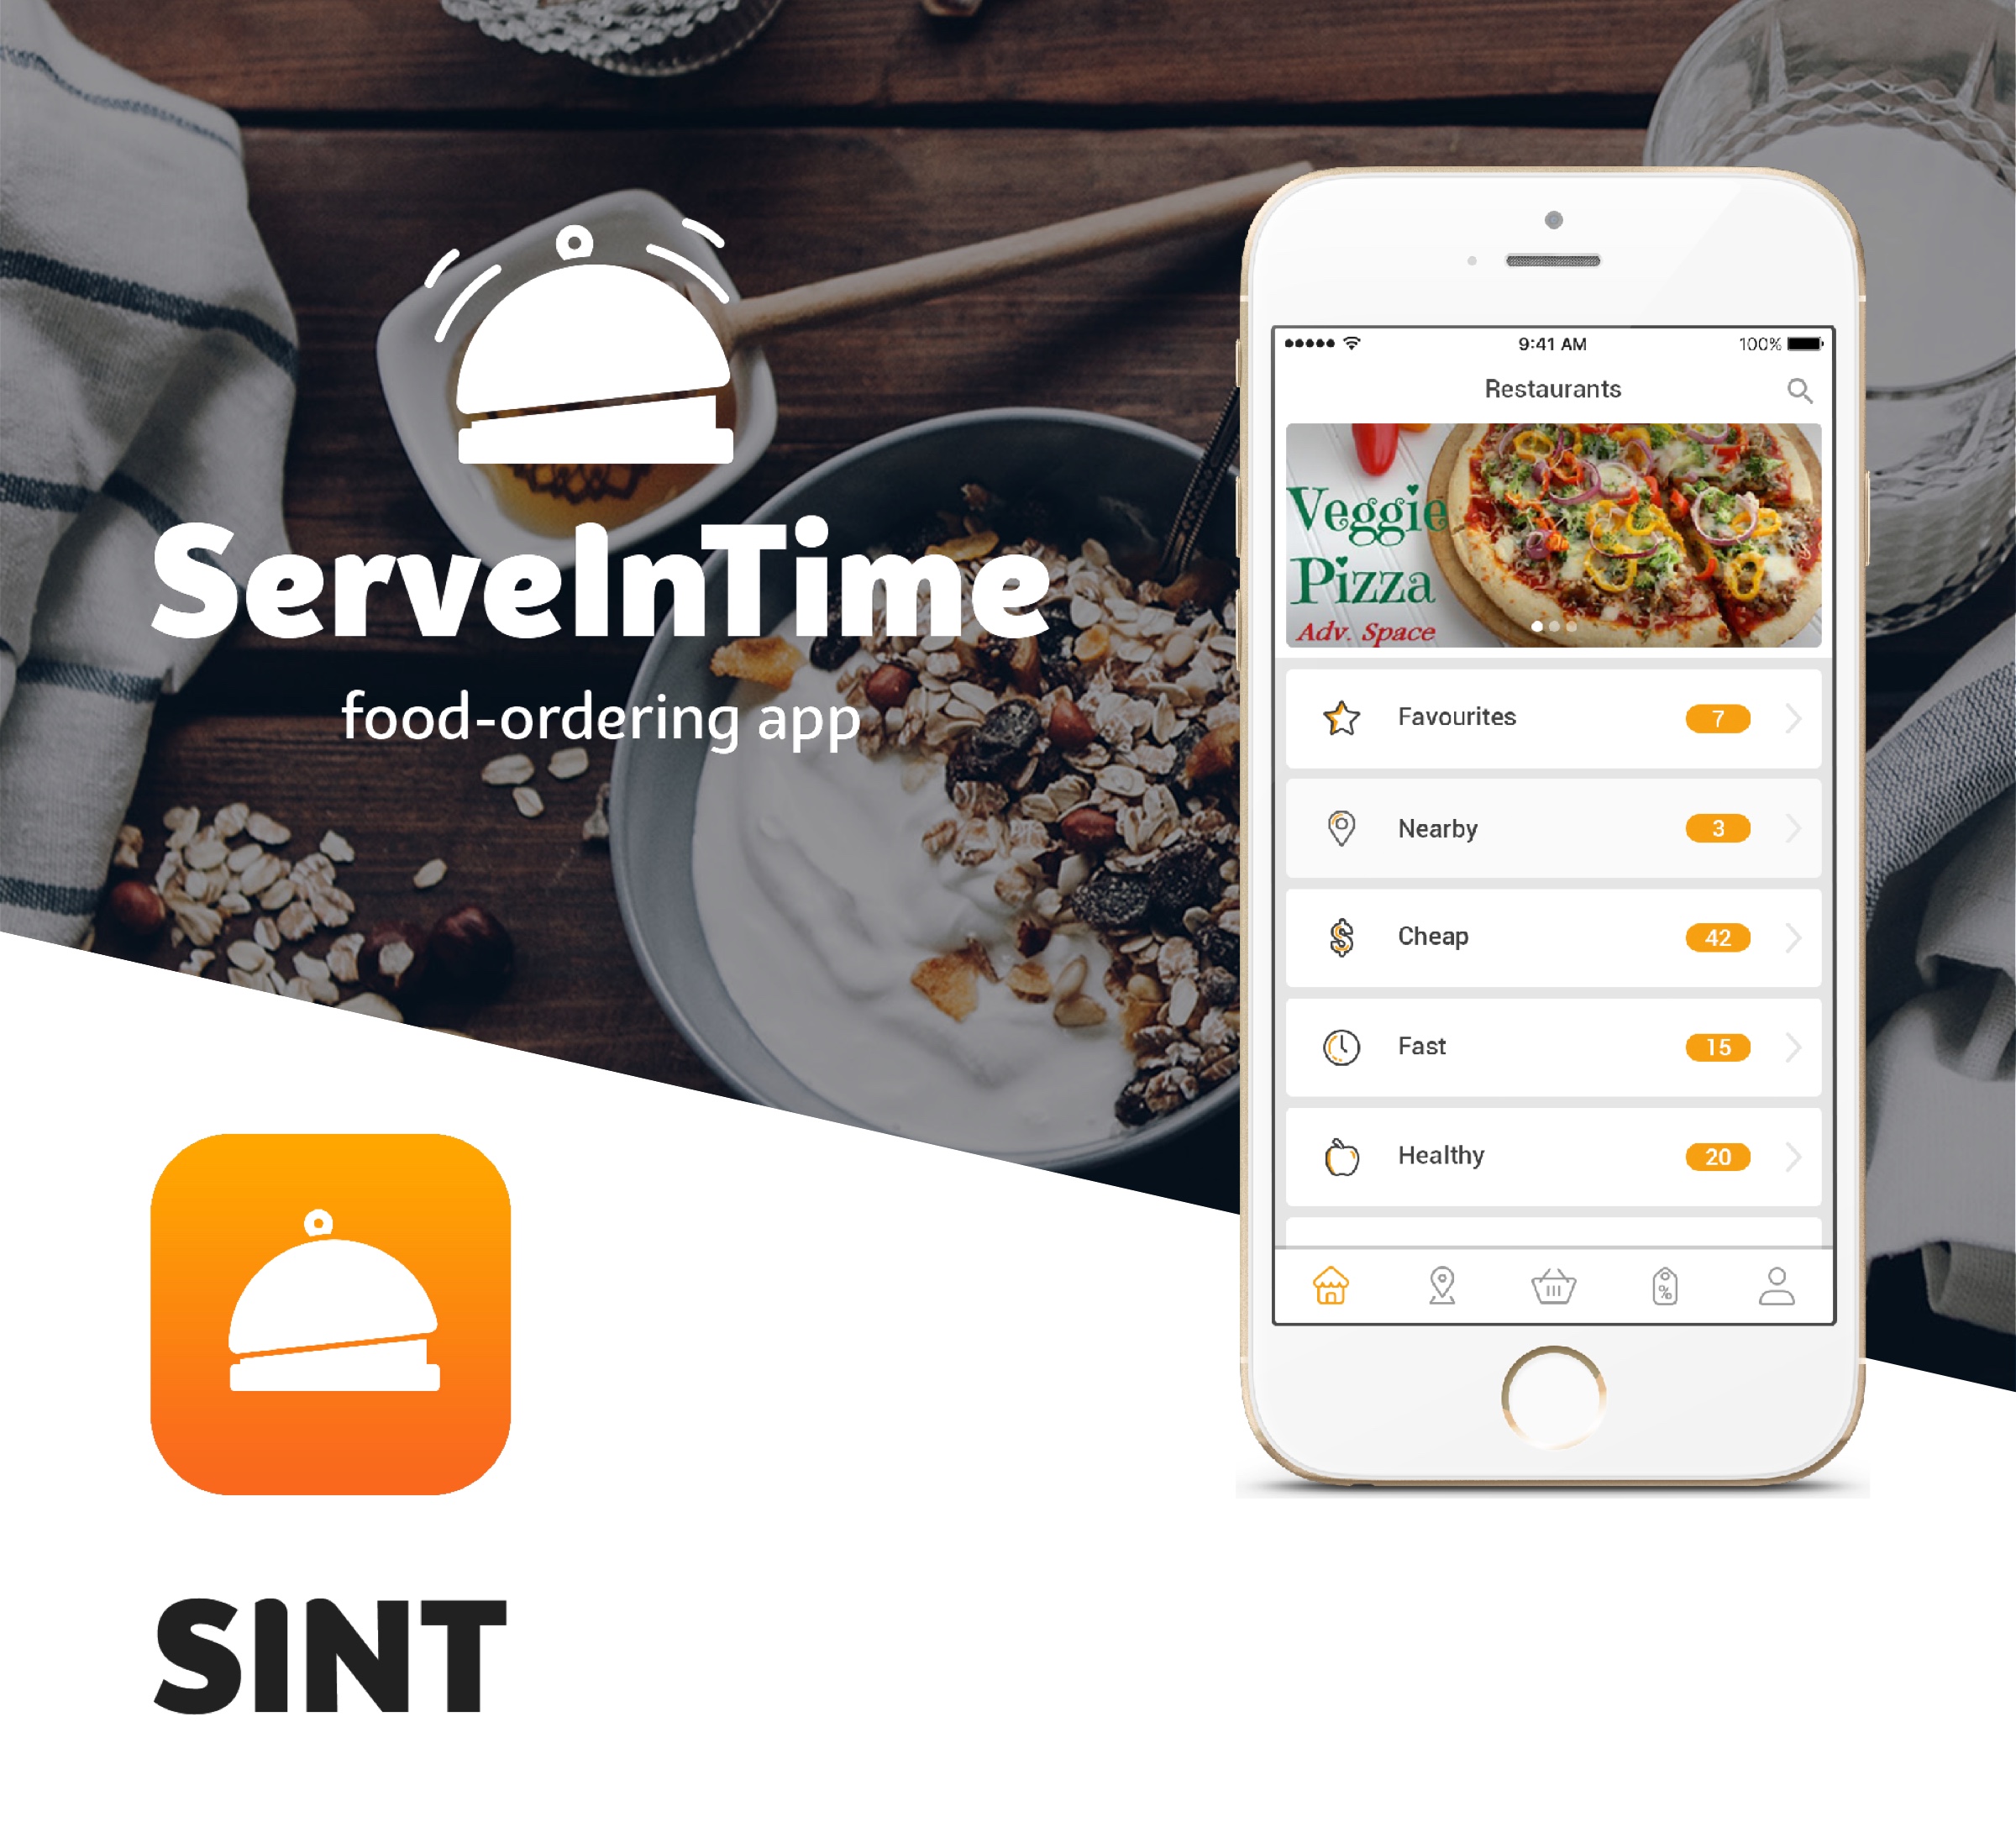 ServeInTime
food-ordering app
9:41 AM
100%
Restaurants
Veggie
Pizza
Adv. Space
Favourites
7
Nearby
3
Cheap
42
Fast
15
Healthy
20
SINT